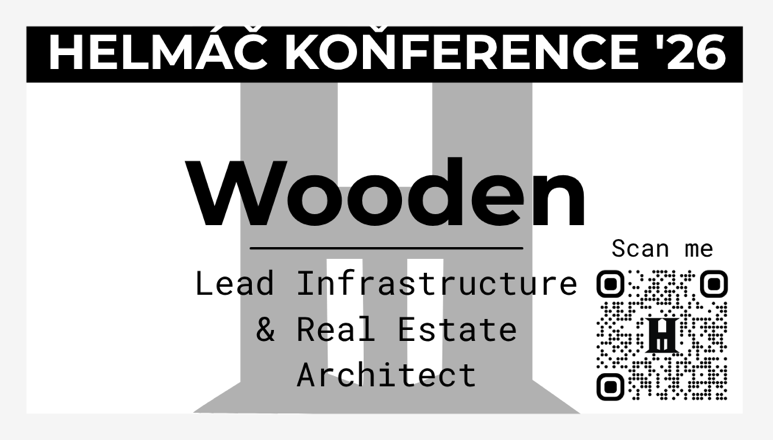 HELMÁČ KOŇFERENCE '26
Wooden
Scan me
Lead Infrastructure
& Real Estate
Architect
H